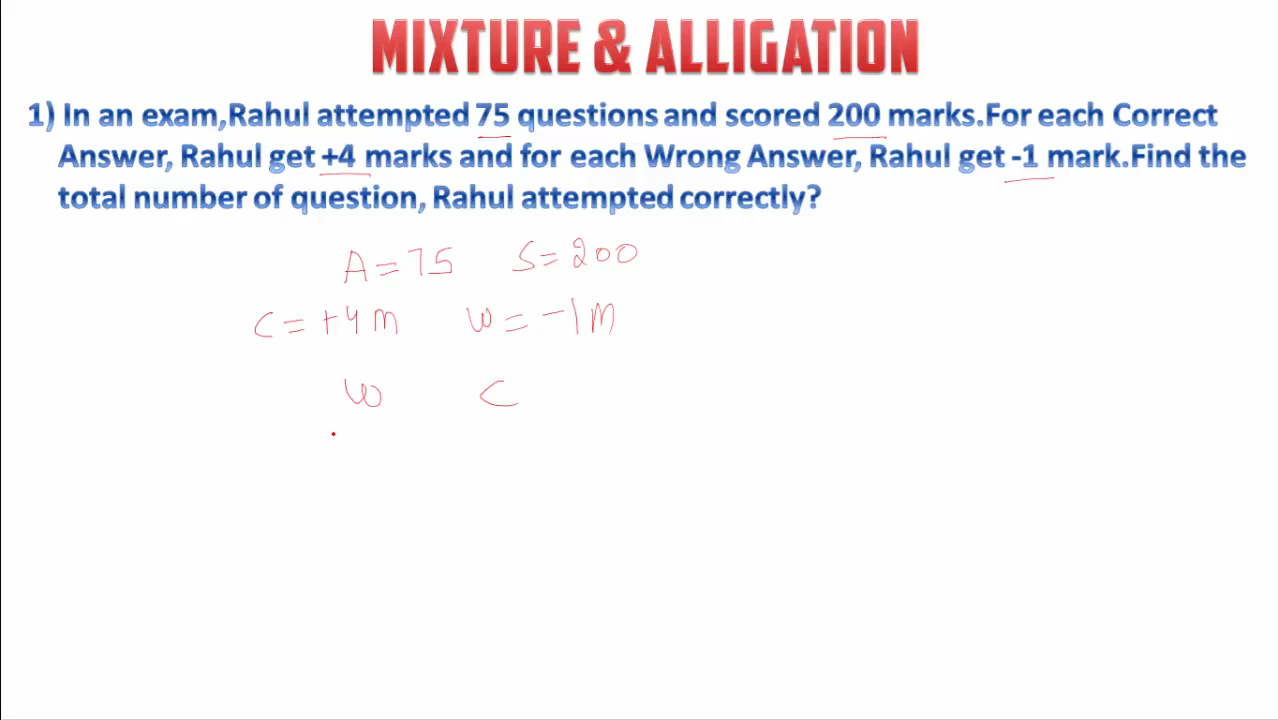 MIXTURE & ALLIGATION
1) In an exam,Rahul attempted 75 questions and scored 200 marks.For each Correct
Answer, Rahul get +4 marks and for each Wrong Answer, Rahul get -1 mark.Find the
total number of question, Rahul attempted correctly?
A = 75 S = 200
C = +4 M W = -1 M
W C